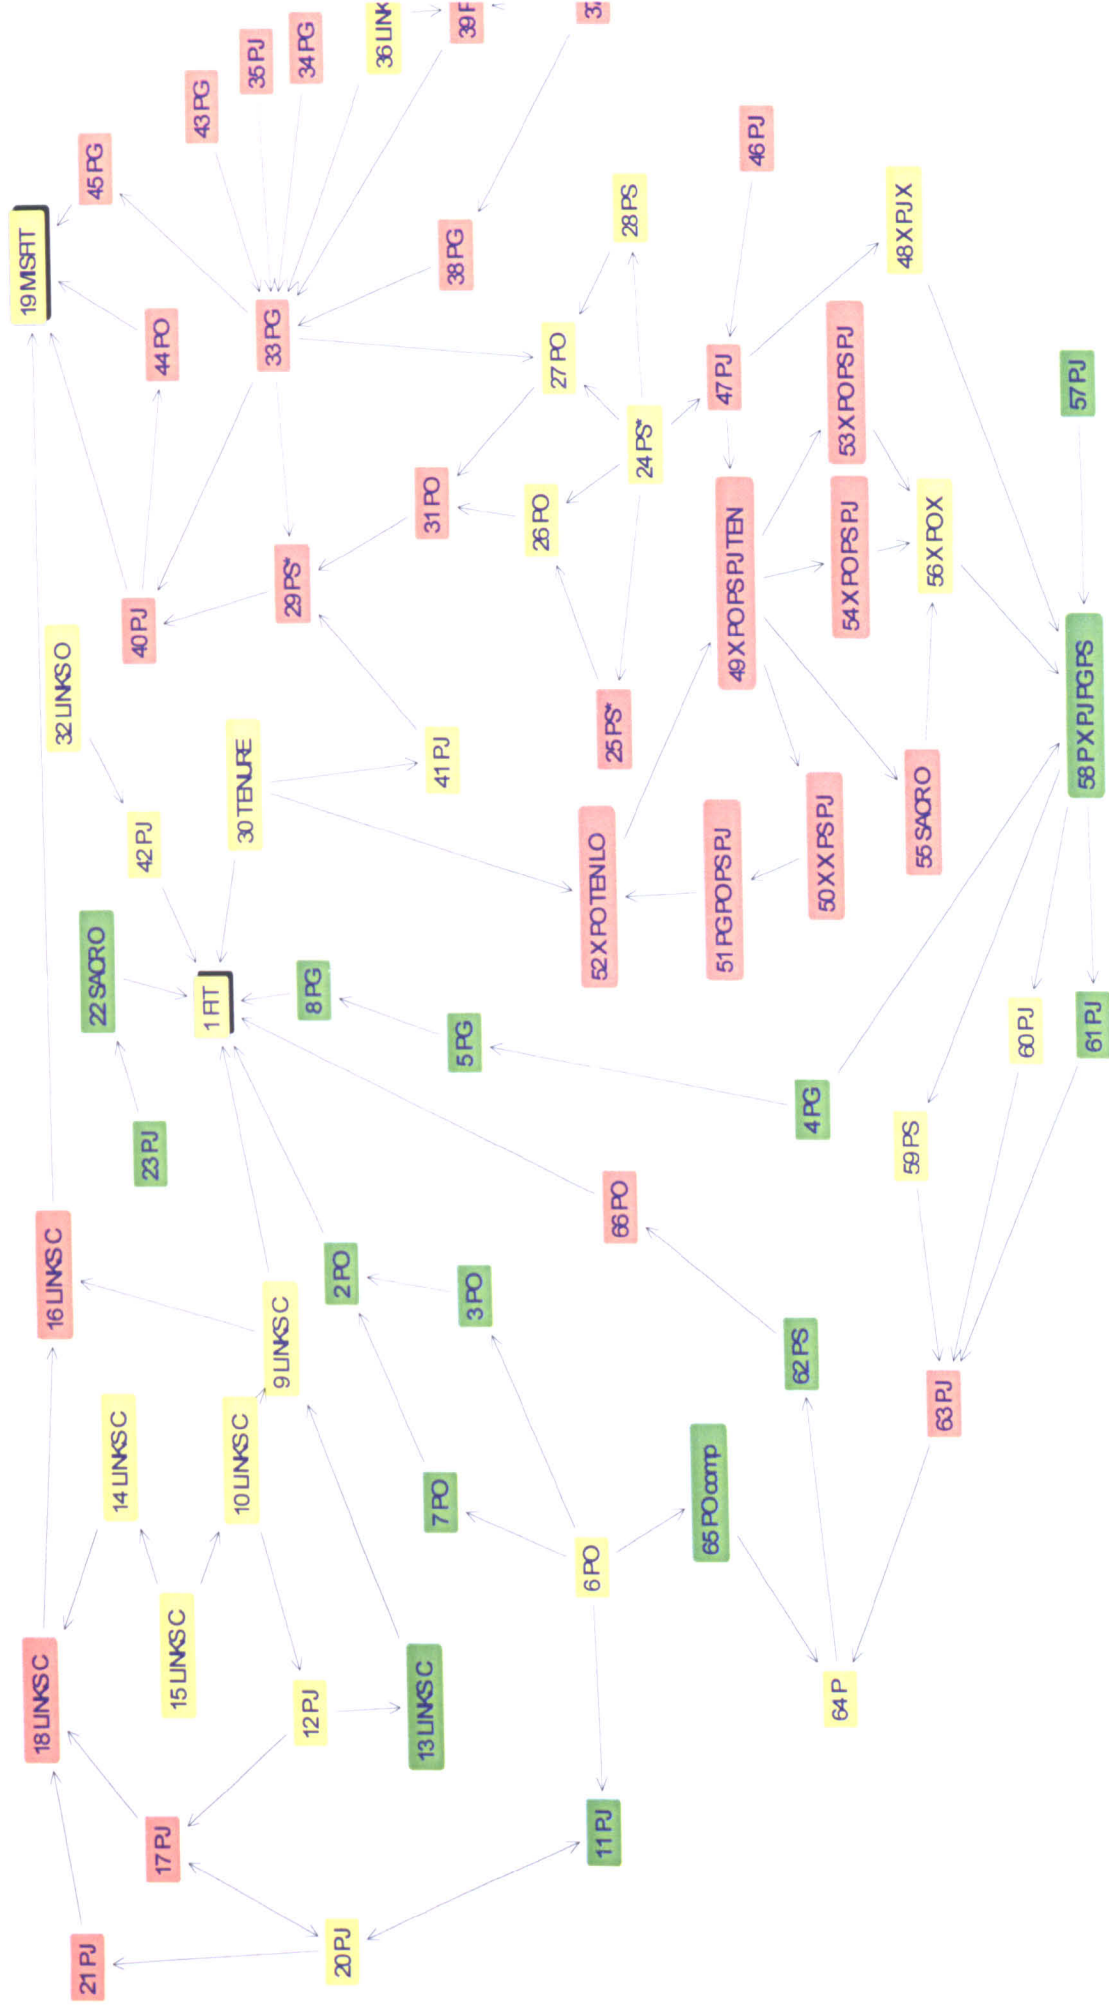 18 LINKS C
16 LINKS C
32 LINKS O
19 MISRT
21 PJ
14 LINKS C
22 SACRO
45 PG
17 PJ
15 LINKS C
23 PJ
42 PJ
40 PJ
44 PO
10 LINKS C
1 RT
30 TENURE
43 PG
35 PJ
9 LINKS C
29 PS*
33 PG
34 PG
20 PJ
12 PJ
2 PO
8 PG
36 LINK
13 LINKS C
7 PO
3 PO
5 PG
41 PJ
31 PO
38 PG
39 P
11 PJ
6 PO
66 PO
52 X PO TEN LO
25 PS*
26 PO
27 PO
24 PS*
28 PS
65 PO comp
51 PG PO PS PJ
49 X PO PS PJ TEN
47 PJ
46 PJ
64 P
62 PS
4 PG
50 X X PS PJ
54 X PO PS PJ
53 X PO PS PJ
63 PJ
59 PS
55 SACRO
56 X PO X
48 X PJ X
60 PJ
61 PJ
58 P X PJ PG PS
57 PJ